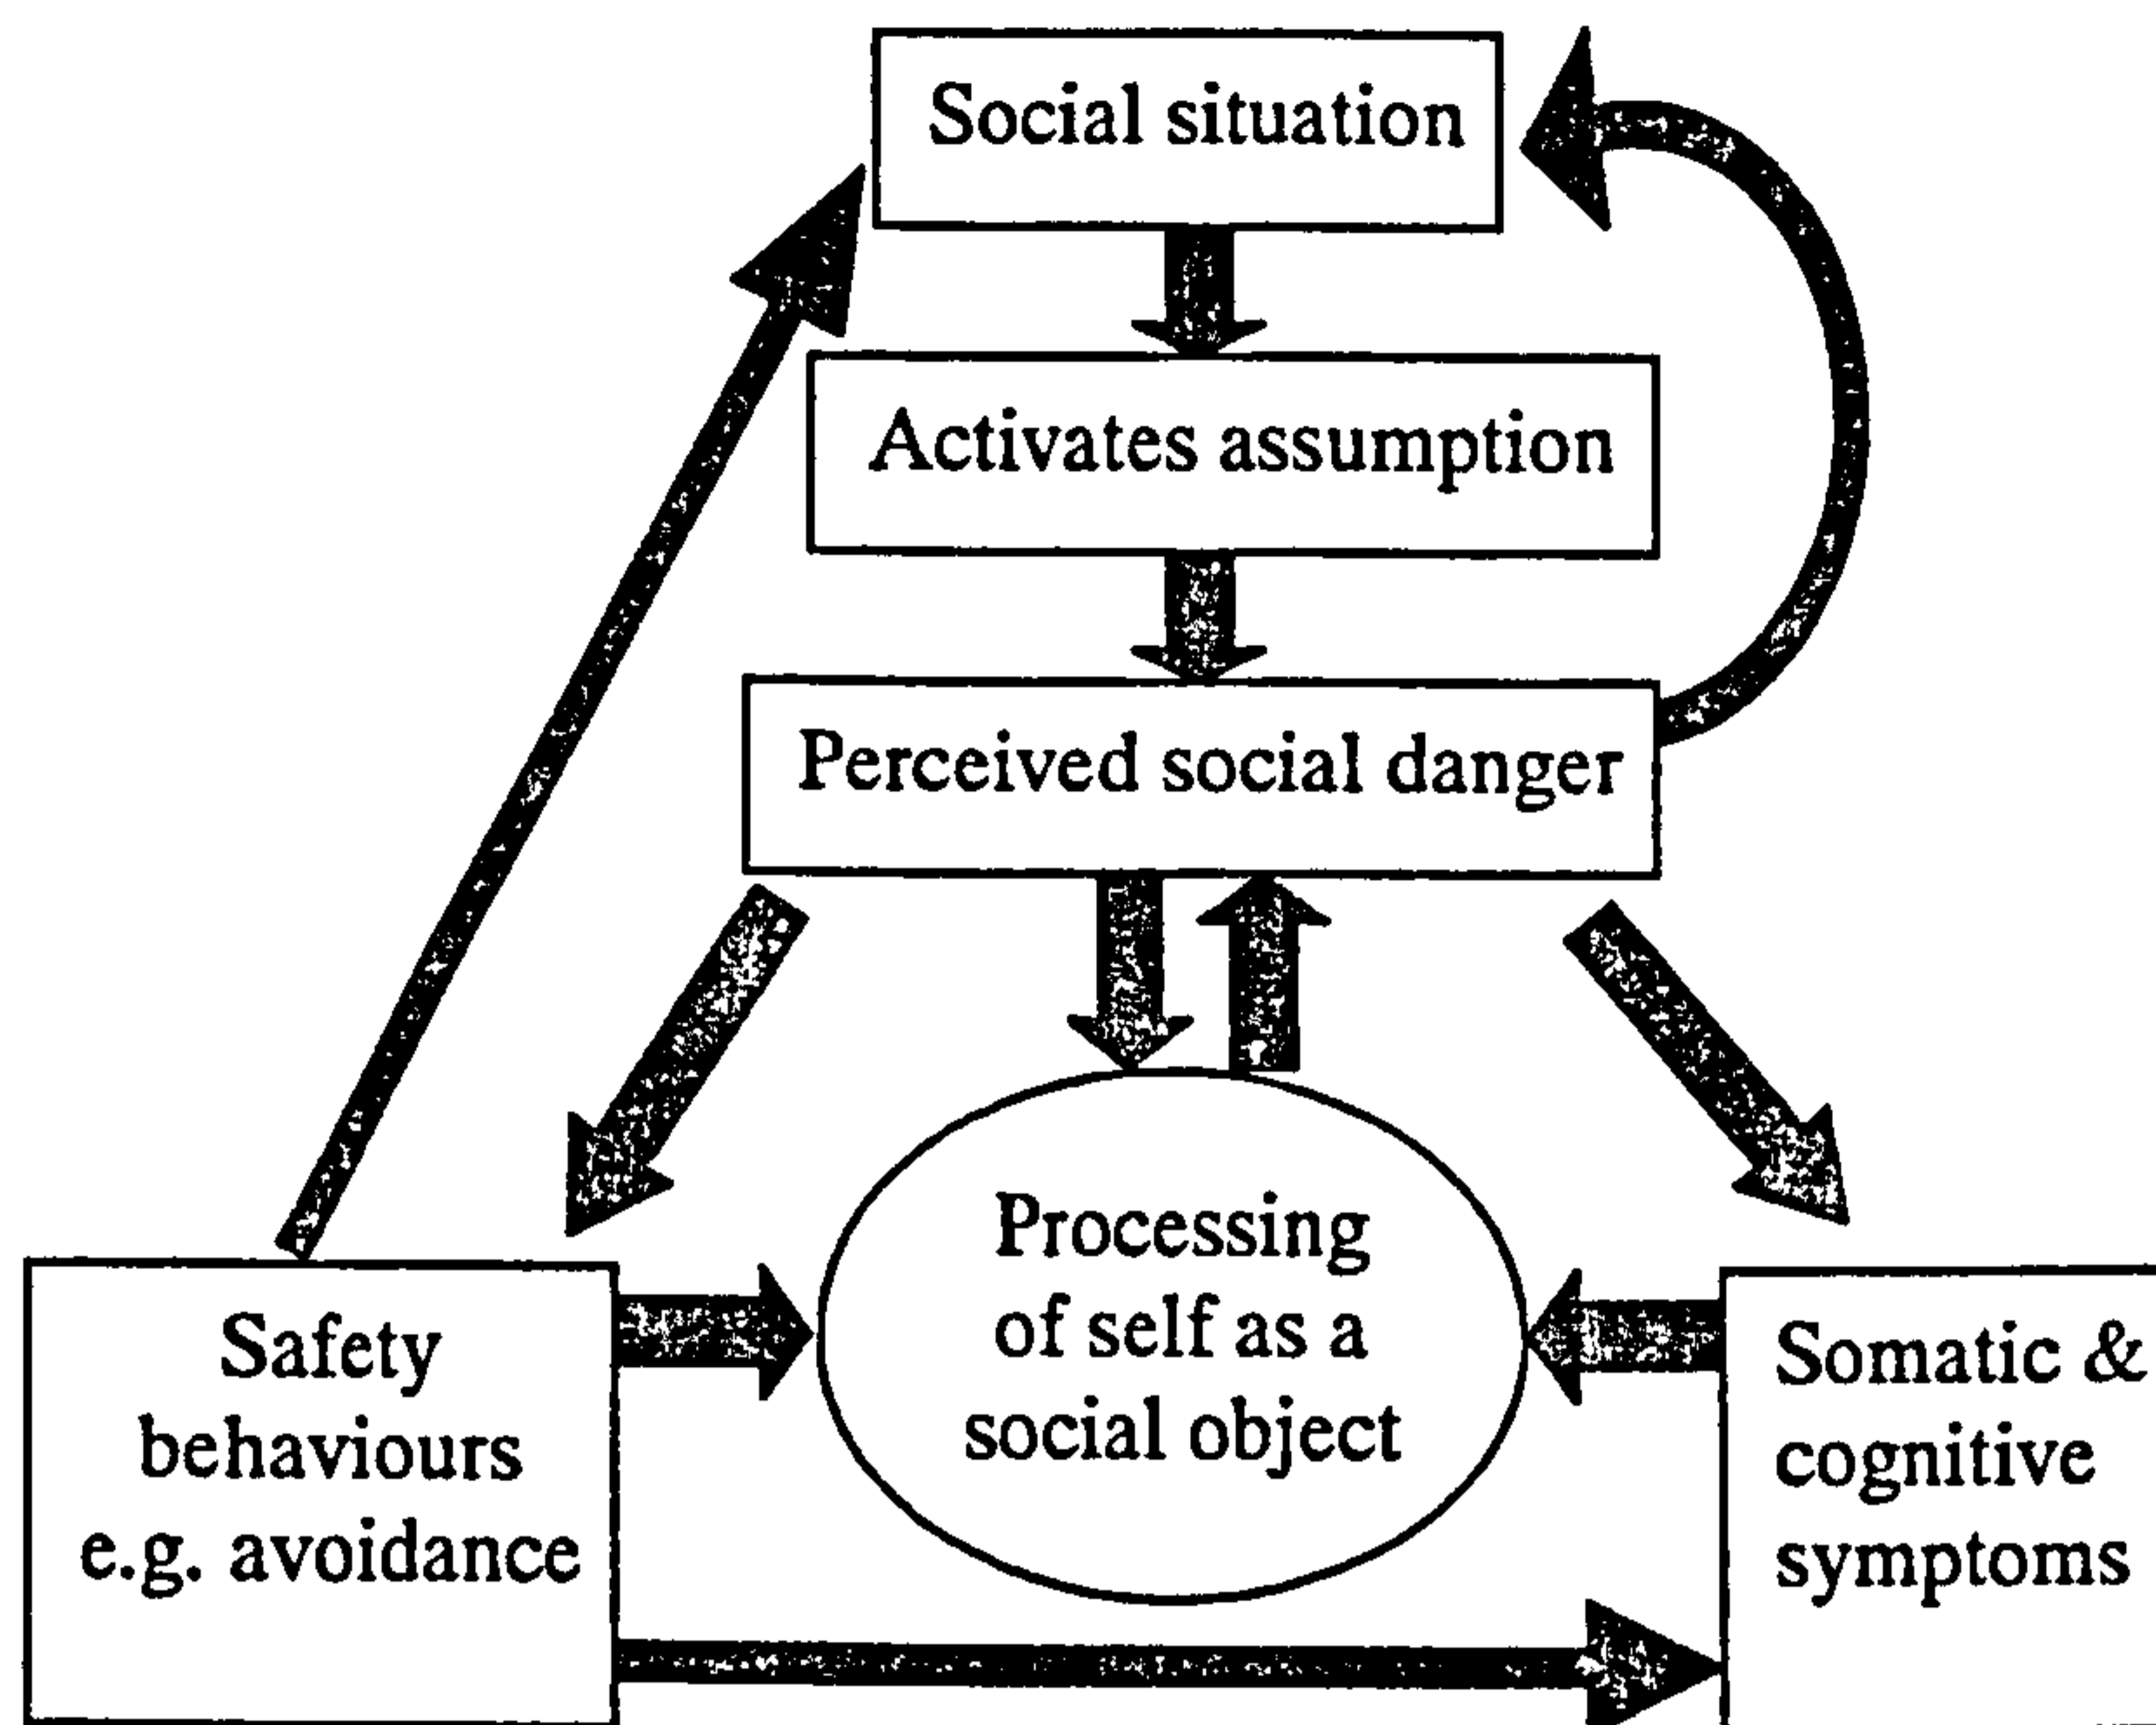 Social situation
Activates assumption
Perceived social danger
Processing
of self as a
social object
Safety
behaviours
e.g. avoidance
Somatic &
cognitive
symptoms